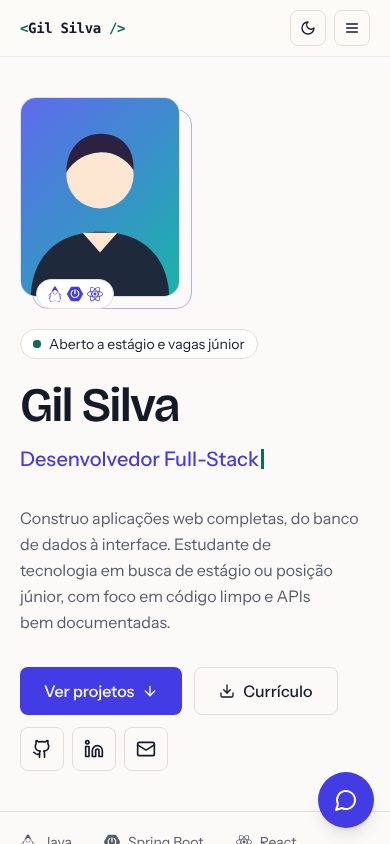 <Gil Silva />
Aberto a estágio e vagas júnior
Gil Silva
Desenvolvedor Full-Stack
Construo aplicações web completas, do banco
de dados à interface. Estudante de
tecnologia em busca de estágio ou posição
júnior, com foco em código limpo e APIs
bem documentadas.
Ver projetos ↓
Currículo
Java Spring Boot React